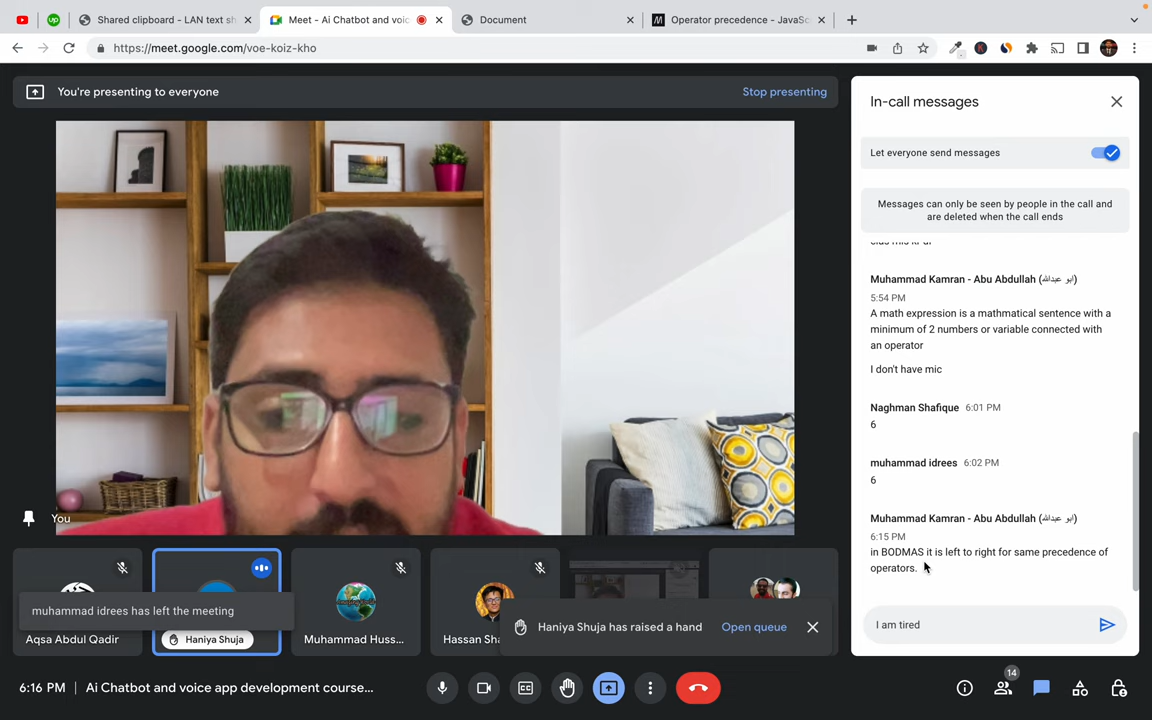 Shared clipboard - LAN text sh
Meet - Ai Chatbot and voic
Document
Operator precedence - JavaSc
https://meet.google.com/voe-koiz-kho
You're presenting to everyone
Stop presenting
You
Aqsa Abdul Qadir
Haniya Shuja
Muhammad Huss...
Hassan Sha
muhammad idrees has left the meeting
Haniya Shuja has raised a hand
Open queue
6:16 PM | Ai Chatbot and voice app development course...
14
In-call messages
Let everyone send messages
Messages can only be seen by people in the call and
are deleted when the call ends
Muhammad Kamran - Abu Abdullah (ابو عبدالله)
5:54 PM
A math expression is a mathmatical sentence with a
minimum of 2 numbers or variable connected with
an operator
I don't have mic
Naghman Shafique 6:01 PM
6
muhammad idrees 6:02 PM
6
Muhammad Kamran - Abu Abdullah (ابو عبدالله)
6:15 PM
in BODMAS it is left to right for same precedence of
operators.
I am tired